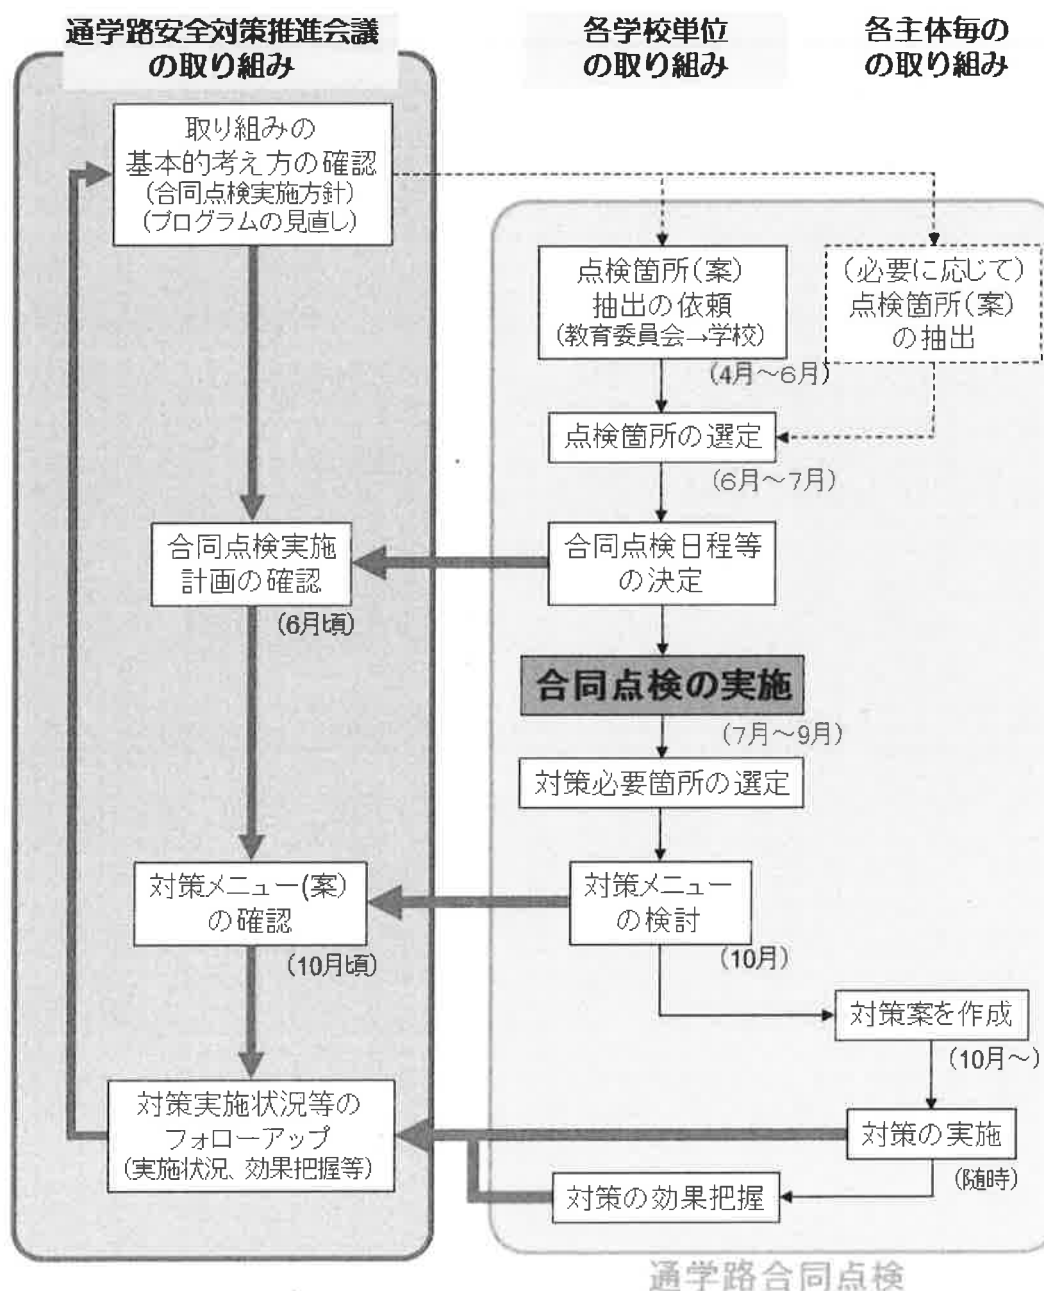 通学路安全対策推進会議
の取り組み
各学校単位
の取り組み
各主体毎の
の取り組み
取り組みの
基本的考え方の確認
(合同点検実施方針)
(プログラムの見直し)
点検箇所(案)
抽出の依頼
(教育委員会→学校)
(4月～6月)
(必要に応じて)
点検箇所(案)
の抽出
点検箇所の選定
(6月～7月)
合同点検実施
計画の確認
(6月頃)
合同点検日程等
の決定
合同点検の実施
(7月～9月)
対策必要箇所の選定
対策メニュー(案)
の確認
(10月頃)
対策メニュー
の検討
(10月)
対策案を作成
(10月～)
対策実施状況等の
フォローアップ
(実施状況、効果把握等)
対策の実施
(随時)
対策の効果把握
通学路合同点検